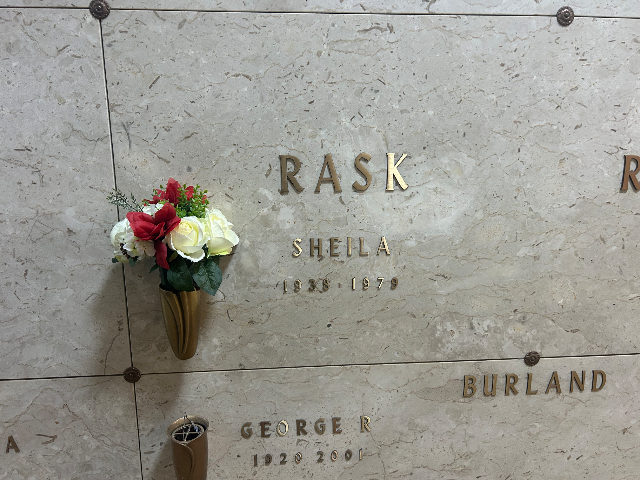 RASK
SHEILA
1938-1979
BURLAND
GEORGE R
1920 2001